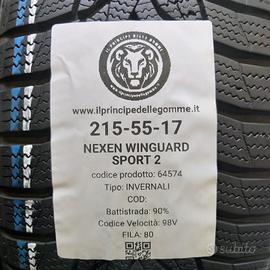 IL PRINCIPE DELLE GOMME
www.ilprincipedellegomme.it
215-55-17
NEXEN WINGUARD
SPORT 2
codice prodotto: 64574
Tipo: INVERNALI
COD:
Battistrada: 90%
Codice Velocità: 98V
FILA: 80
subito